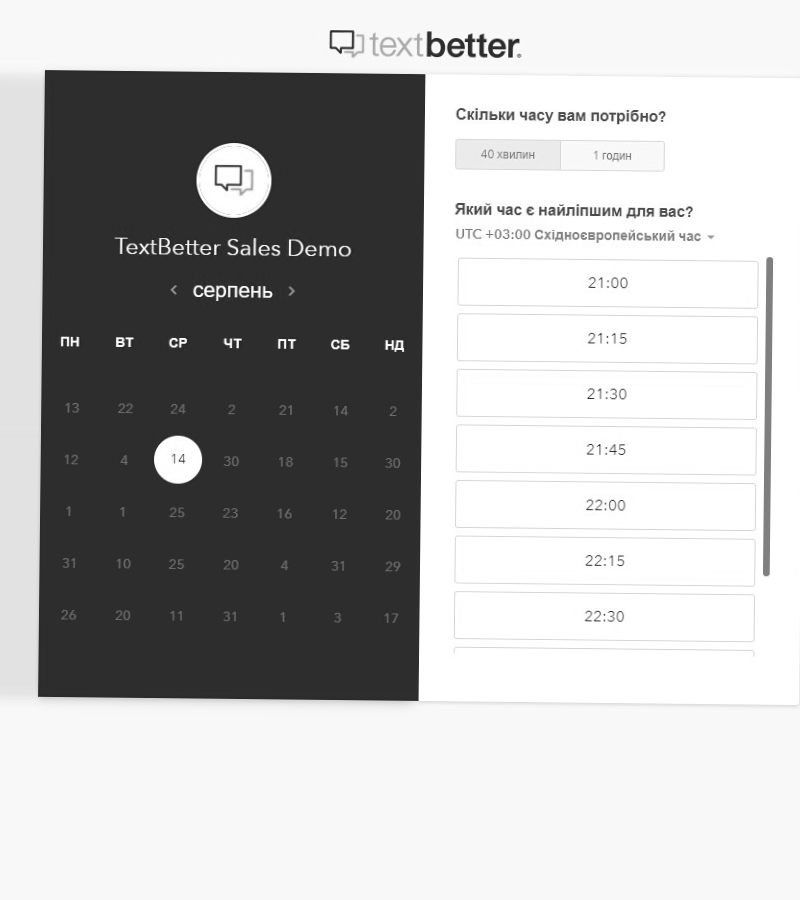 textbetter.
TextBetter Sales Demo
< серпень >
ПН ВТ СР ЧТ ПТ СБ НД
13 22 24 2 21 14 2
12 4 14 30 18 15 30
1 1 25 23 16 12 20
31 10 25 20 4 31 29
26 20 11 31 1 3 17
Скільки часу вам потрібно?
40 хвилин 1 годин
Який час є найліпшим для вас?
UTC +03:00 Східноєвропейський час
21:00
21:15
21:30
21:45
22:00
22:15
22:30